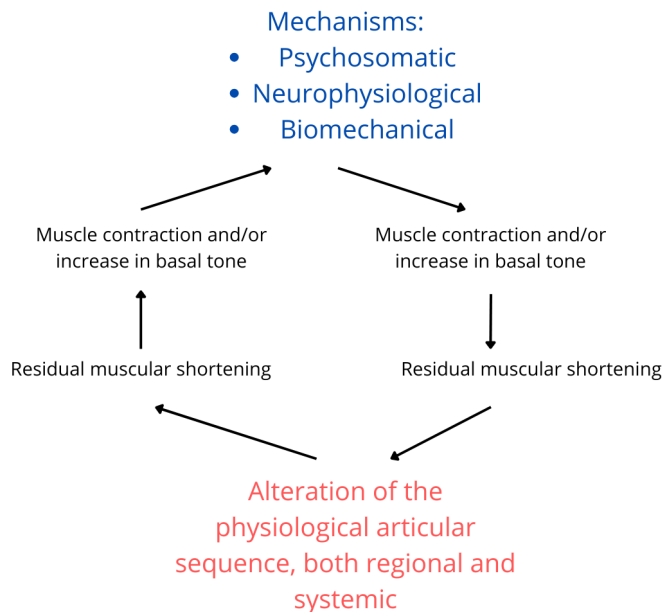 Mechanisms:
• Psychosomatic
• Neurophysiological
• Biomechanical
Muscle contraction and/or
increase in basal tone
Muscle contraction and/or
increase in basal tone
Residual muscular shortening
Residual muscular shortening
Alteration of the
physiological articular
sequence, both regional and
systemic